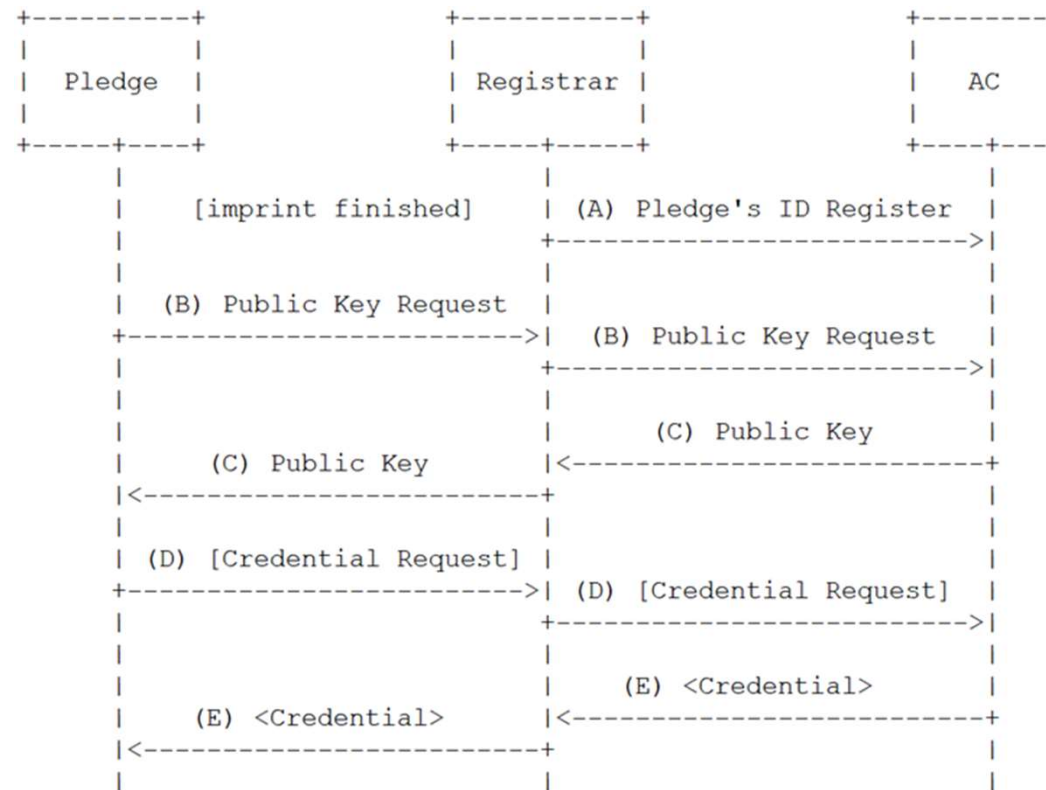 Pledge Registrar AC
[imprint finished] (A) Pledge's ID Register
(B) Public Key Request
(B) Public Key Request
(C) Public Key
(C) Public Key
(D) [Credential Request]
(D) [Credential Request]
(E) <Credential>
(E) <Credential>